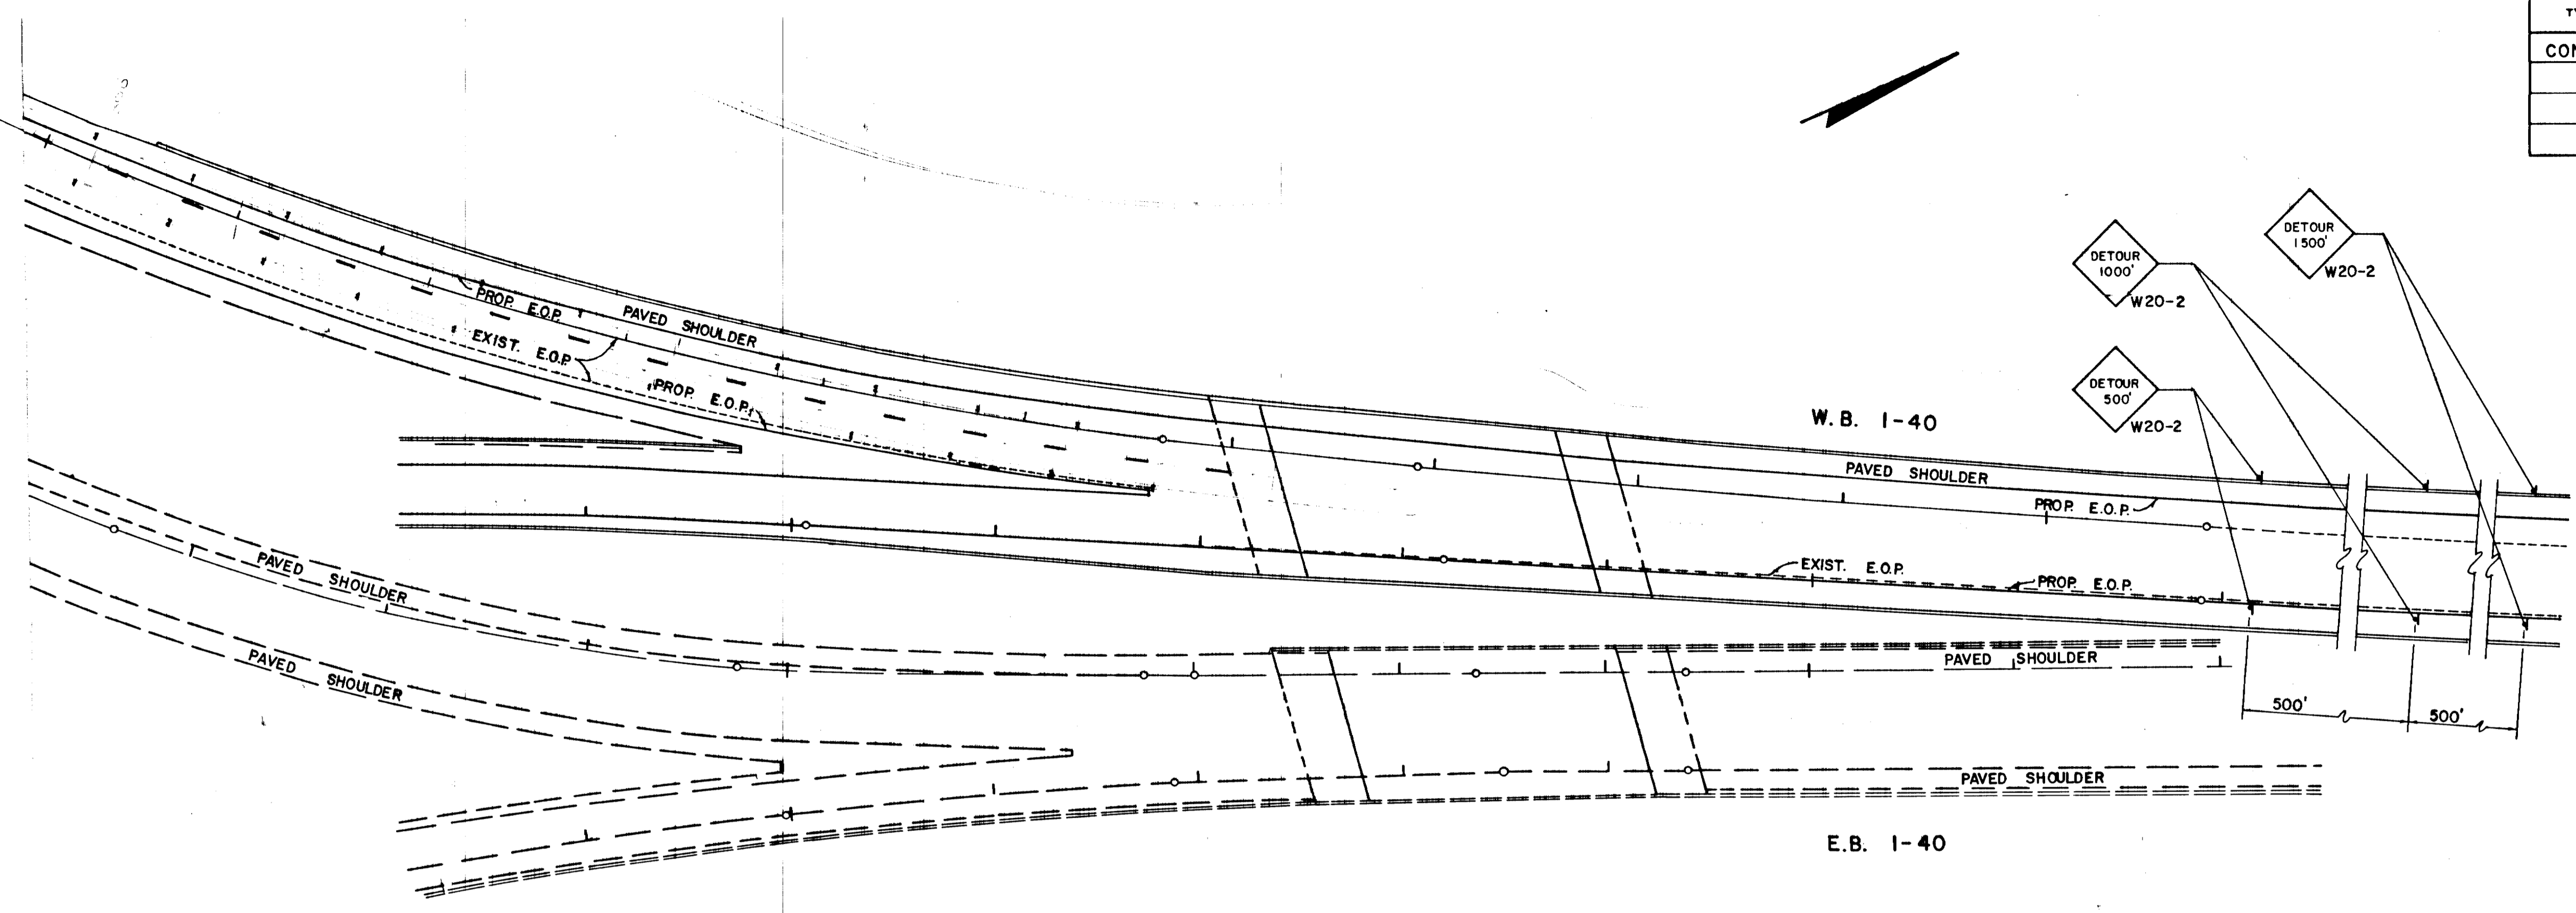 CON
DETOUR
1500'
W20-2
DETOUR
1000'
W20-2
DETOUR
500'
W20-2
PROP. E.O.P.
PAVED SHOULDER
EXIST. E.O.P.
PROP. E.O.P.
W.B. I-40
PAVED SHOULDER
PROP. E.O.P.
EXIST. E.O.P.
PROP. E.O.P.
PAVED SHOULDER
PAVED SHOULDER
PAVED SHOULDER
500'
500'
PAVED SHOULDER
E.B. I-40